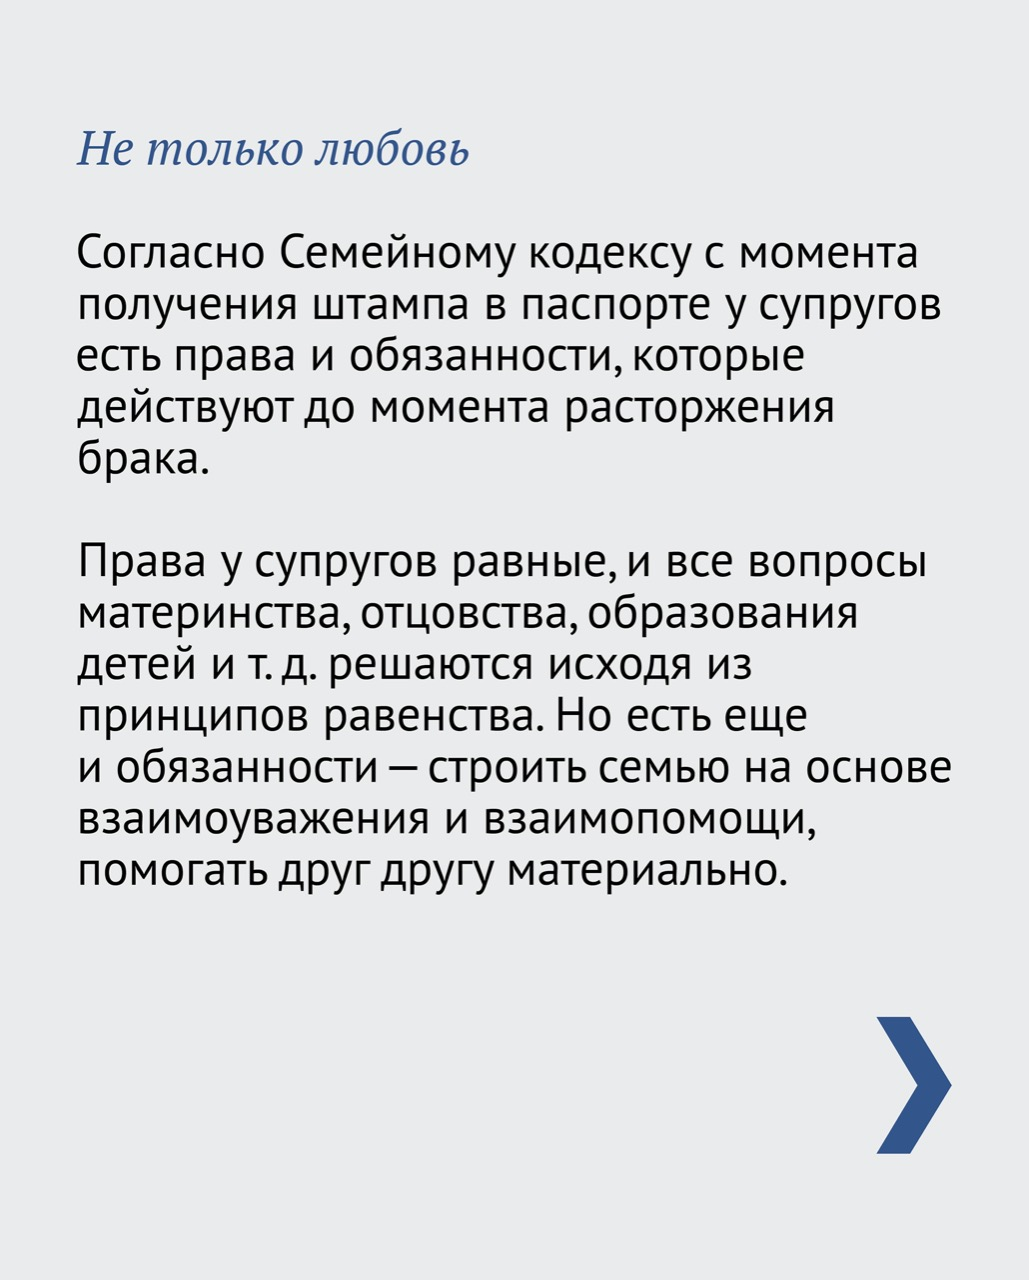 Не только любовь
Согласно Семейному кодексу с момента
получения штампа в паспорте у супругов
есть права и обязанности, которые
действуют до момента расторжения
брака.
Права у супругов равные, и все вопросы
материнства, отцовства, образования
детей и т. д. решаются исходя из
принципов равенства. Но есть еще
и обязанности — строить семью на основе
взаимоуважения и взаимопомощи,
помогать друг другу материально.